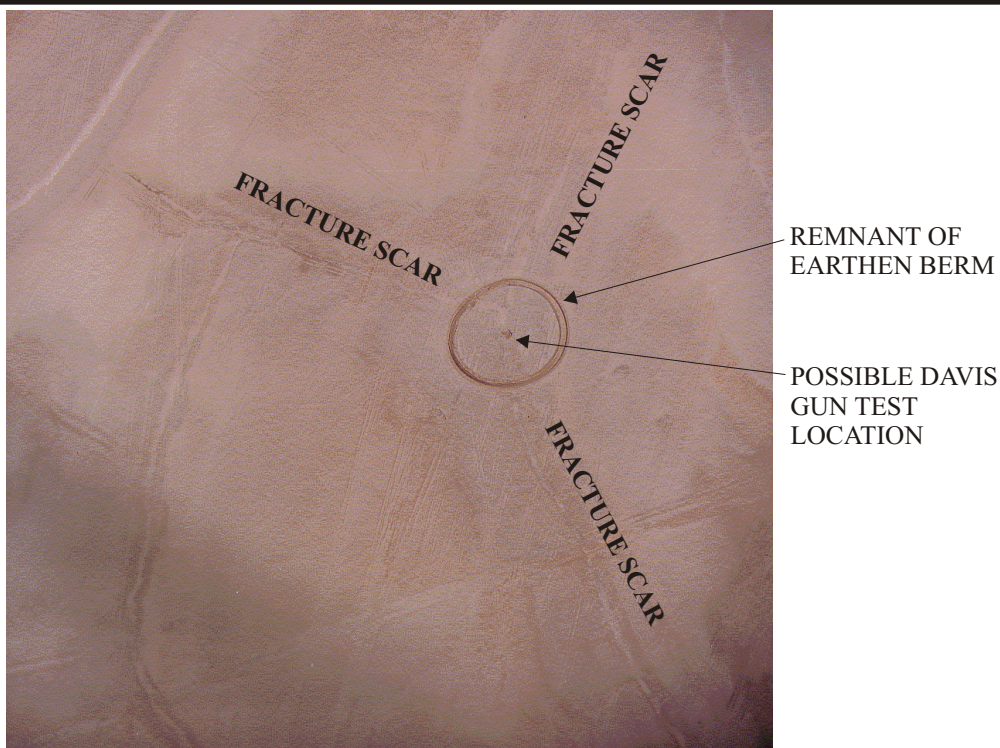 FRACTURE SCAR
FRACTURE SCAR
REMNANT OF
EARTHEN BERM
POSSIBLE DAVIS
GUN TEST
LOCATION
FRACTURE SCAR